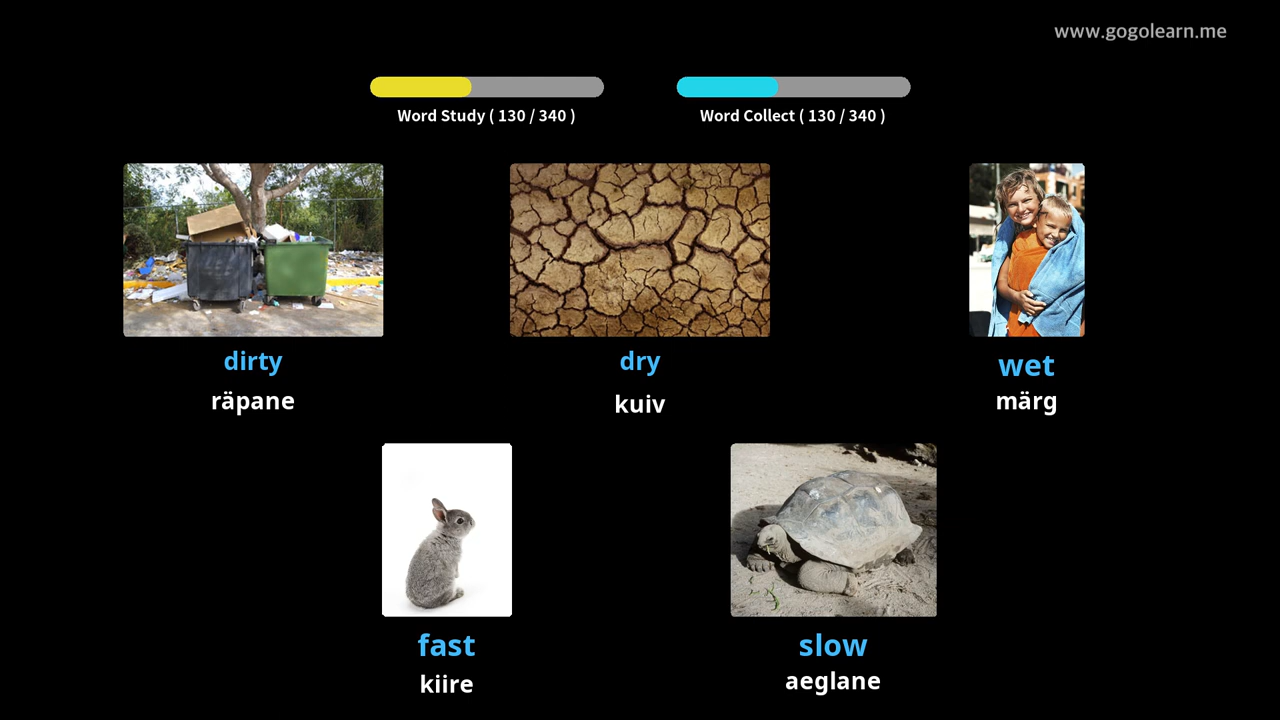 www.gogolearn.me
Word Study ( 130 / 340 )
Word Collect ( 130 / 340 )
dirty
räpane
dry
kuiv
wet
märg
fast
kiire
slow
aeglane